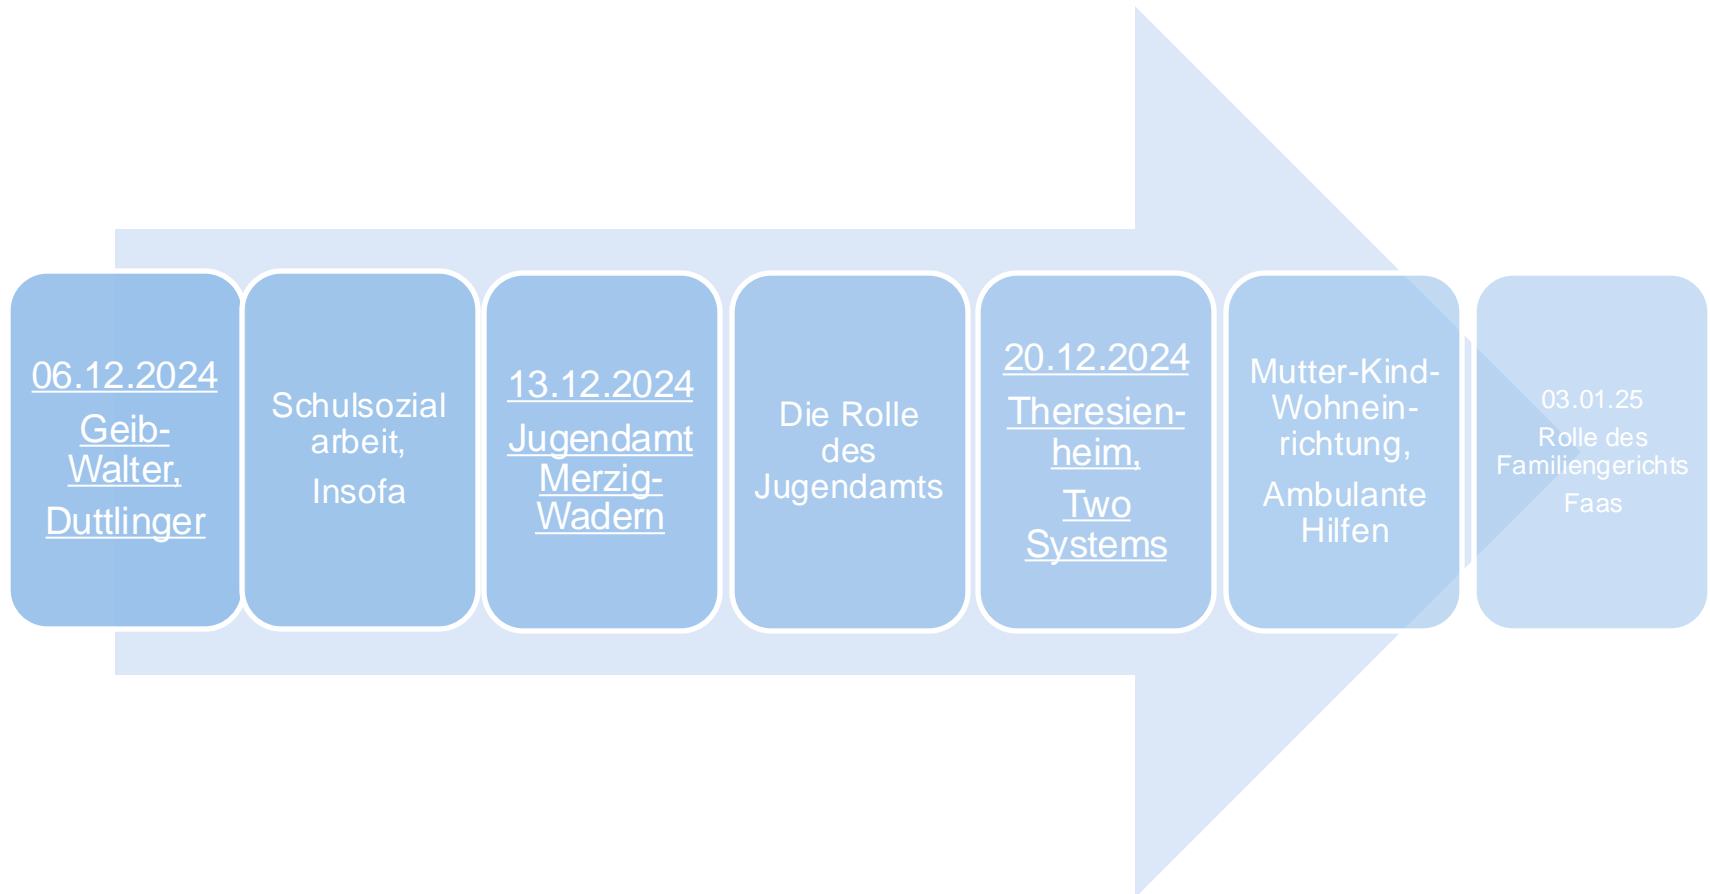 06.12.2024
Geib-
Walter,
Duttlinger
Schulsozial
arbeit,
Insofa
13.12.2024
Jugendamt
Merzig-
Wadern
Die Rolle
des
Jugendamts
20.12.2024
Theresien-
heim,
Two
Systems
Mutter-Kind-
Wohnein-
richtung,
Ambulante
Hilfen
03.01.25
Rolle des
Familiengerichts
Faas